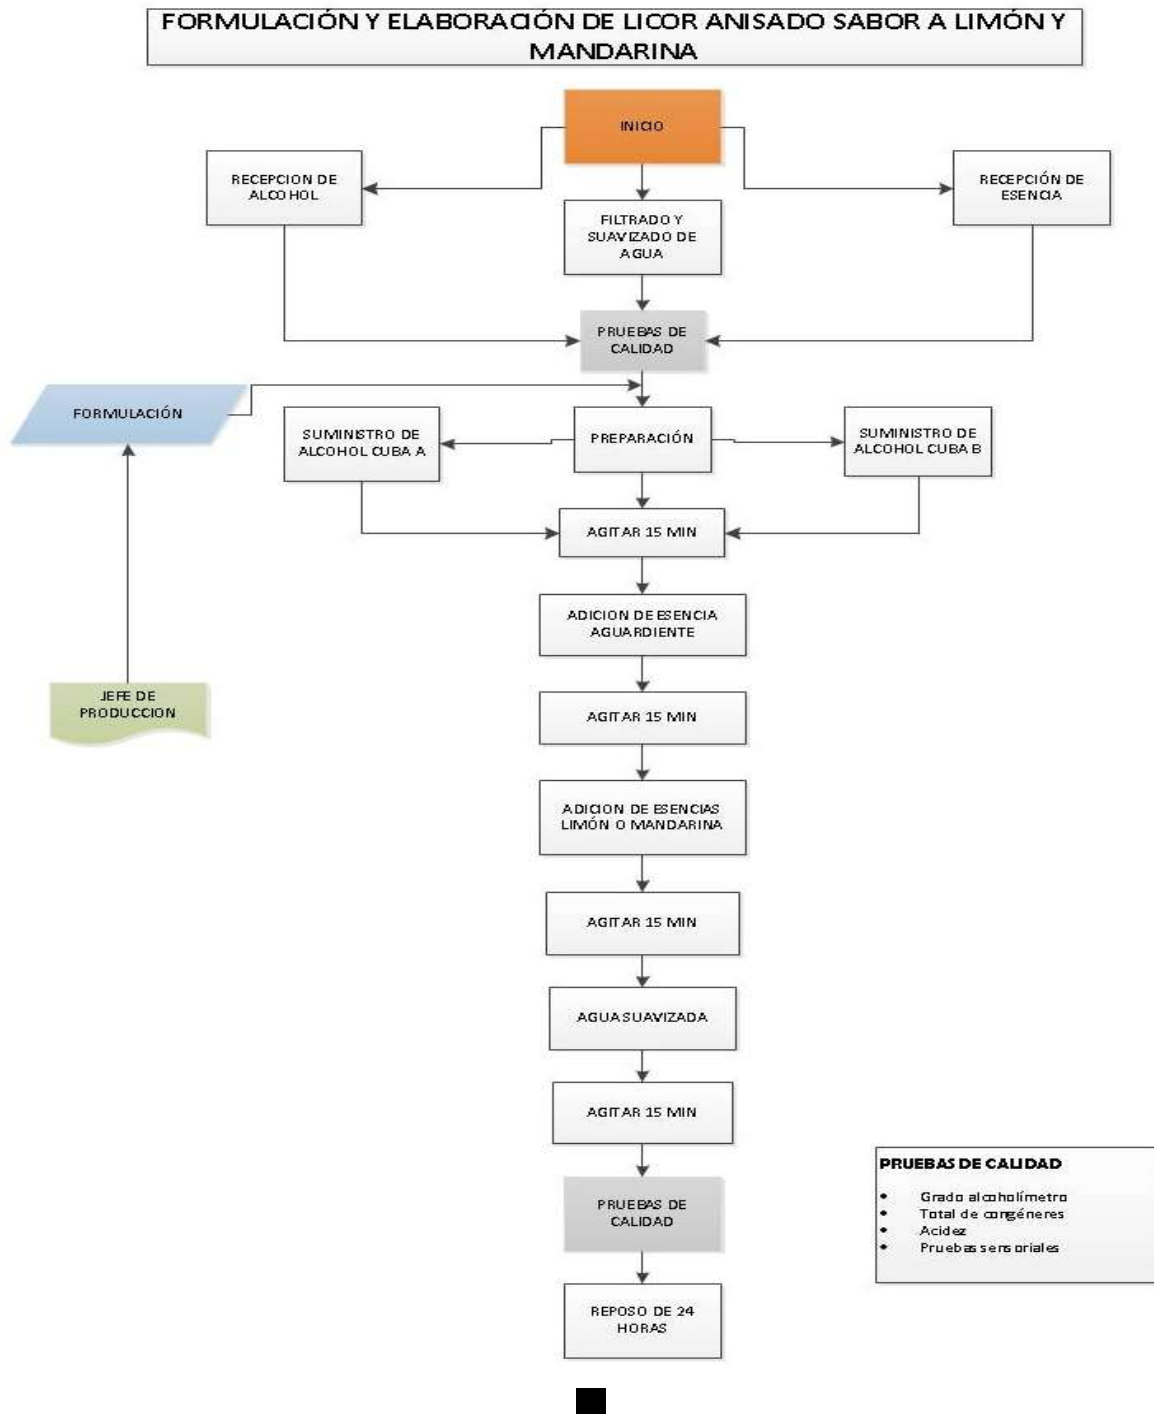 FORMULACIÓN Y ELABORACIÓN DE LICOR ANISADO SABOR A LIMÓN Y
MANDARINA
INICIO
RECEPCION DE
ALCOHOL
RECEPCIÓN DE
ESENCIA
FILTRADO Y
SUAVIZADO DE
AGUA
PRUEBAS DE
CALIDAD
FORMULACIÓN
SUMINISTRO DE
ALCOHOL CUBA A
PREPARACIÓN
SUMINISTRO DE
ALCOHOL CUBA B
AGITAR 15 MIN
ADICION DE ESENCIA
AGUARDIENTE
JEFE DE
PRODUCCION
AGITAR 15 MIN
ADICION DE ESENCIAS
LIMÓN O MANDARINA
AGITAR 15 MIN
AGUA SUAVIZADA
AGITAR 15 MIN
PRUEBAS DE
CALIDAD
REPOSO DE 24
HORAS
PRUEBAS DE CALIDAD
• Grado alcoholímetro
• Total de congéneres
• Acidez
• Pruebas sensoriales